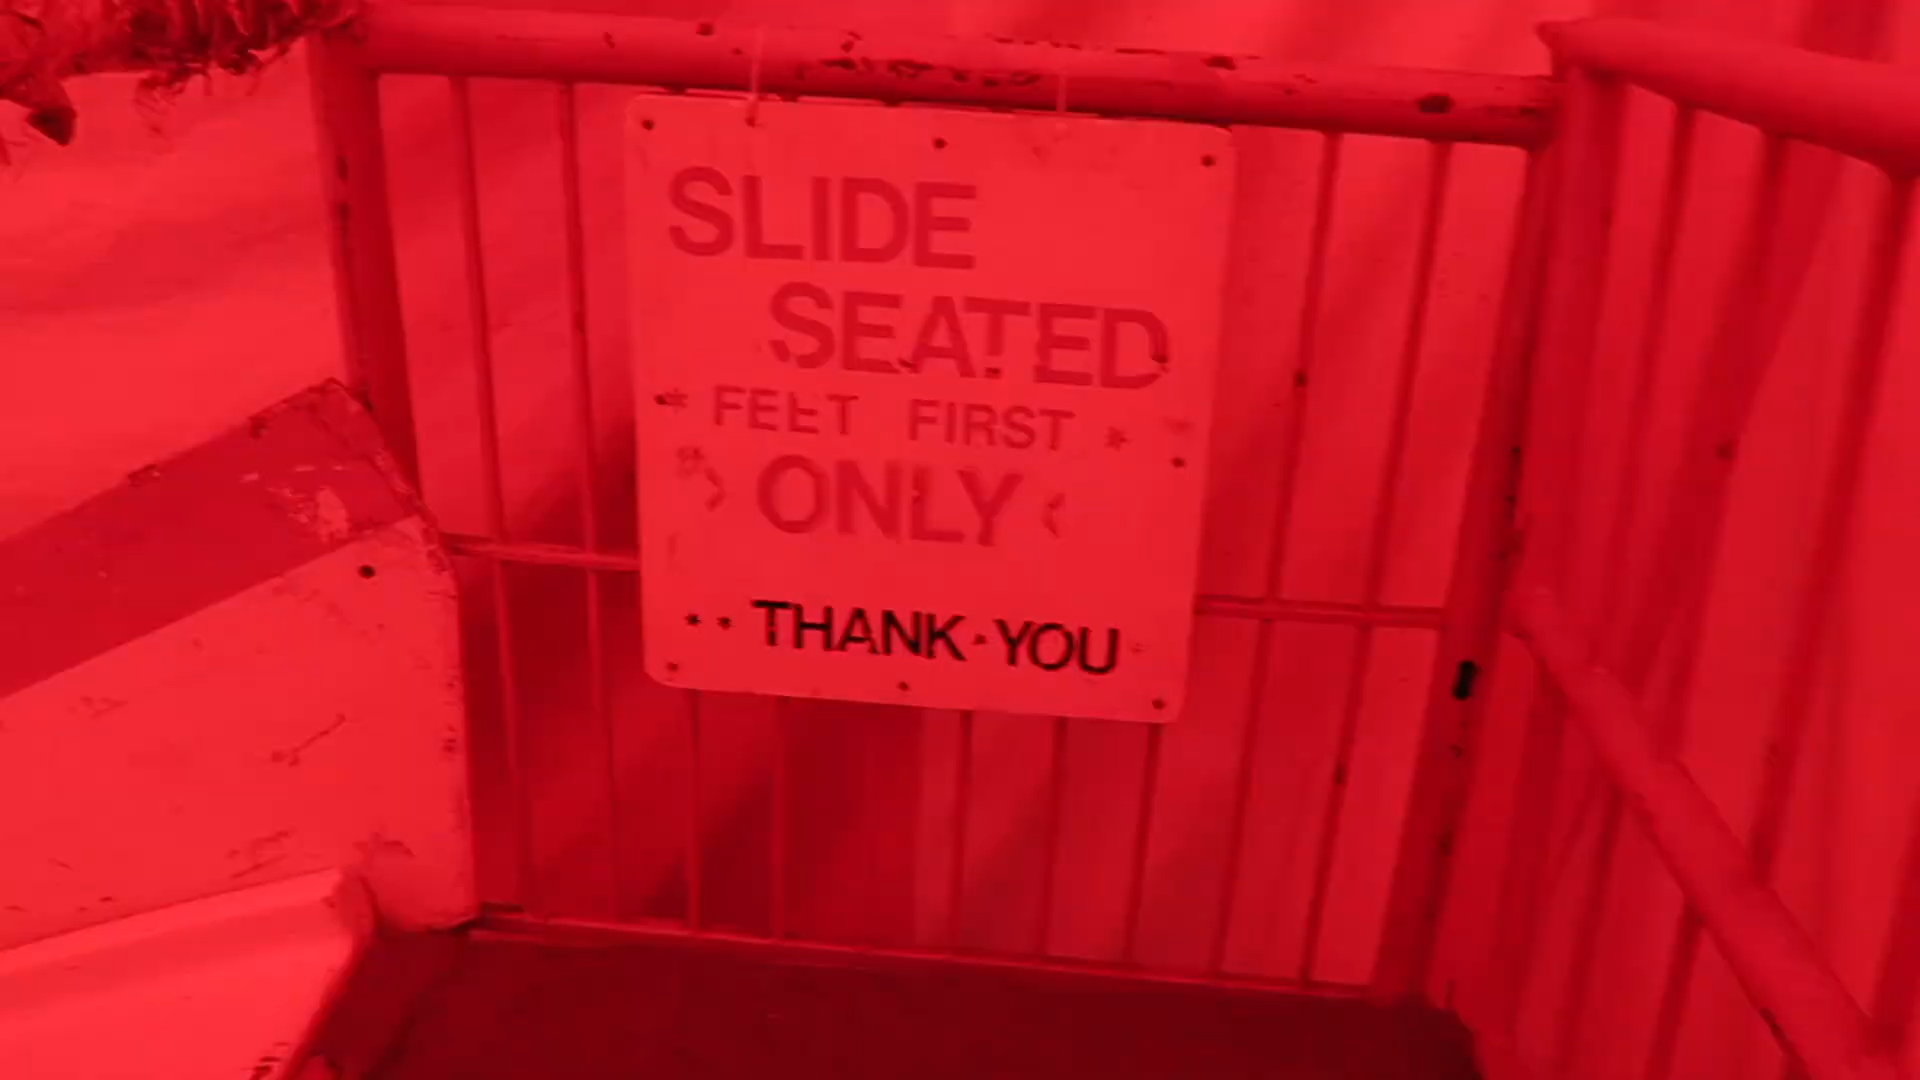 SLIDE
SEATED
* FEET FIRST *
> ONLY <
** THANK·YOU